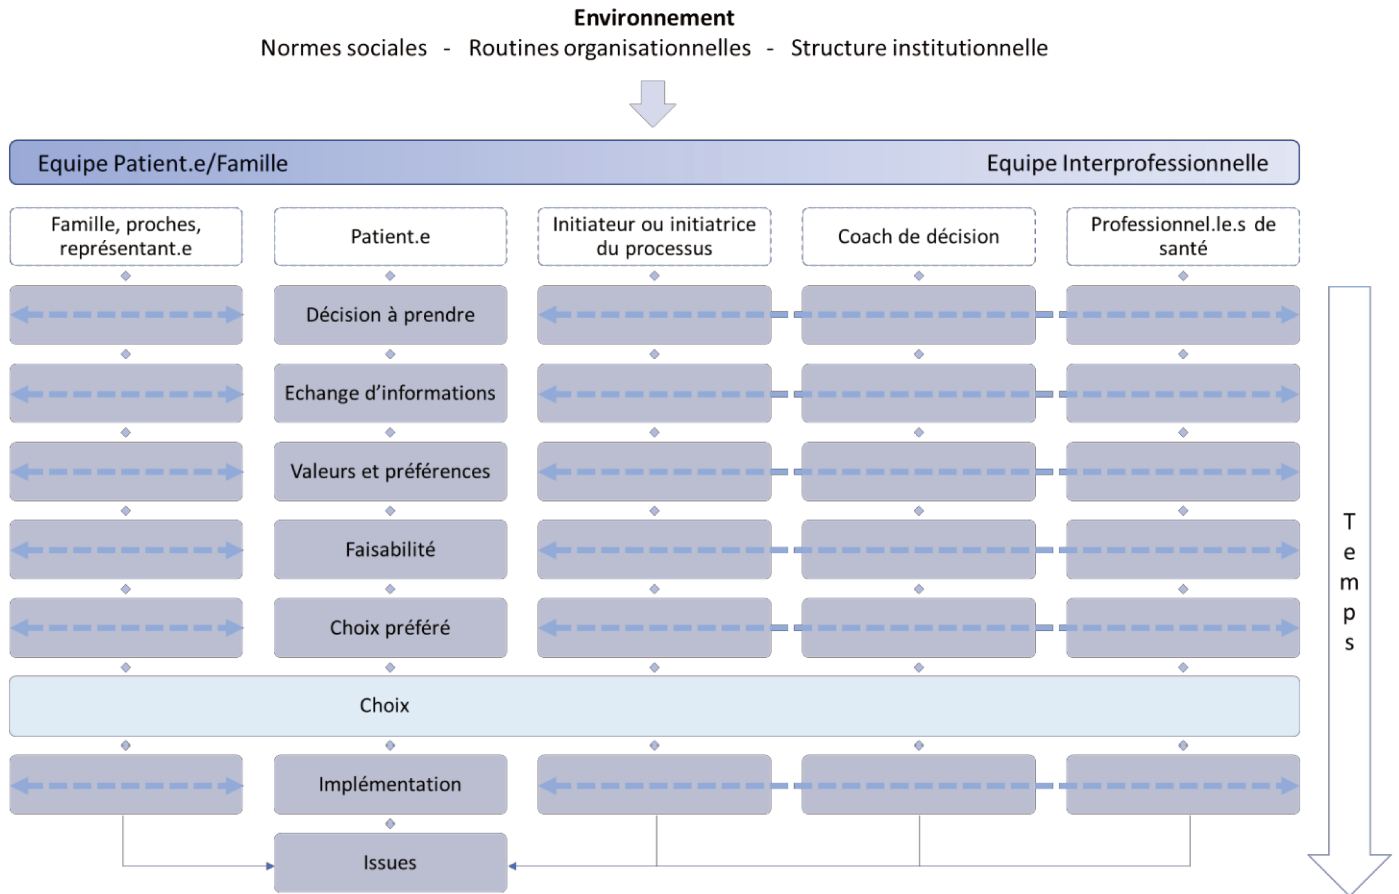 Environnement
Normes sociales - Routines organisationnelles - Structure institutionnelle
Equipe Patient.e/Famille
Equipe Interprofessionnelle
Famille, proches,
représentant.e
Patient.e
Initiateur ou initiatrice
du processus
Coach de décision
Professionnel.le.s de
santé
Décision à prendre
Echange d’informations
Valeurs et préférences
Faisabilité
Choix préféré
Choix
Implémentation
Issues
Temps